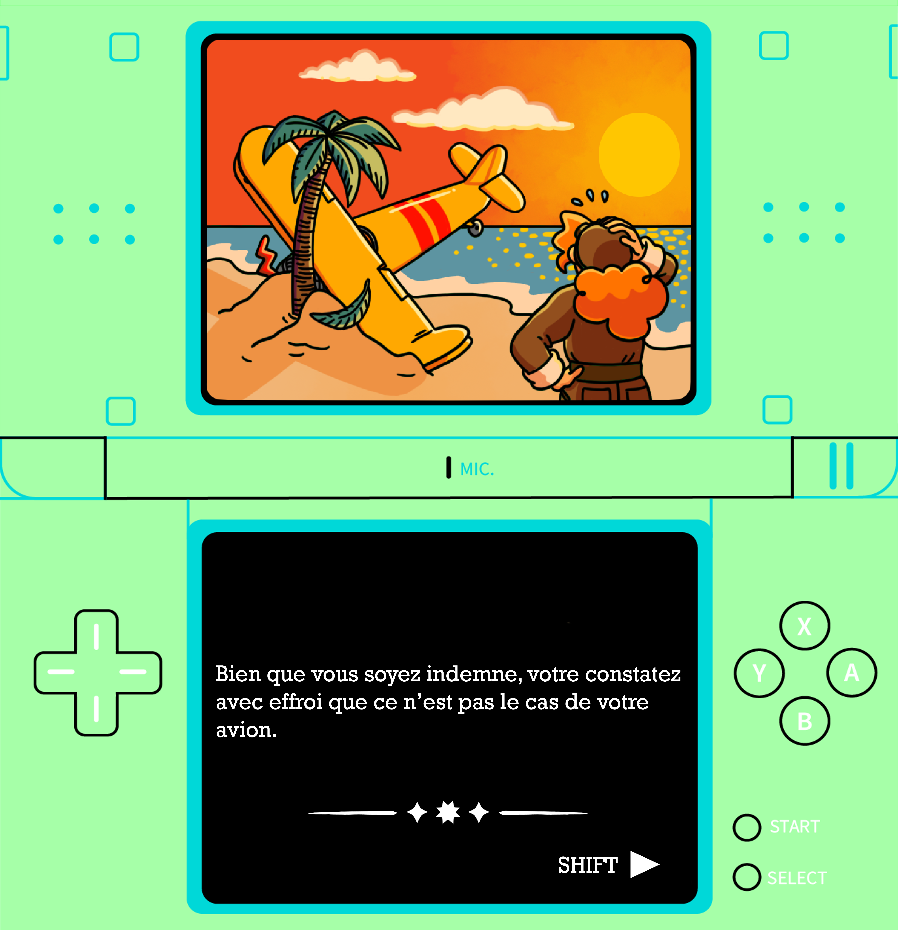 MIC.
Bien que vous soyez indemne, votre constatez
avec effroi que ce n'est pas le cas de votre
avion.
X
Y
A
B
START
SHIFT
SELECT